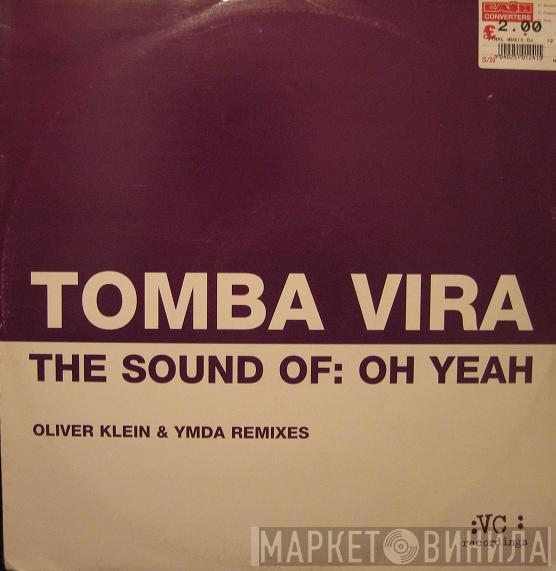 CASH
CONVERTERS
£2.00
S/N
TOMBA VIRA
THE SOUND OF: OH YEAH
OLIVER KLEIN & YMDA REMIXES
:VC :
recordings
МАРКЕТ ВИНИЛА